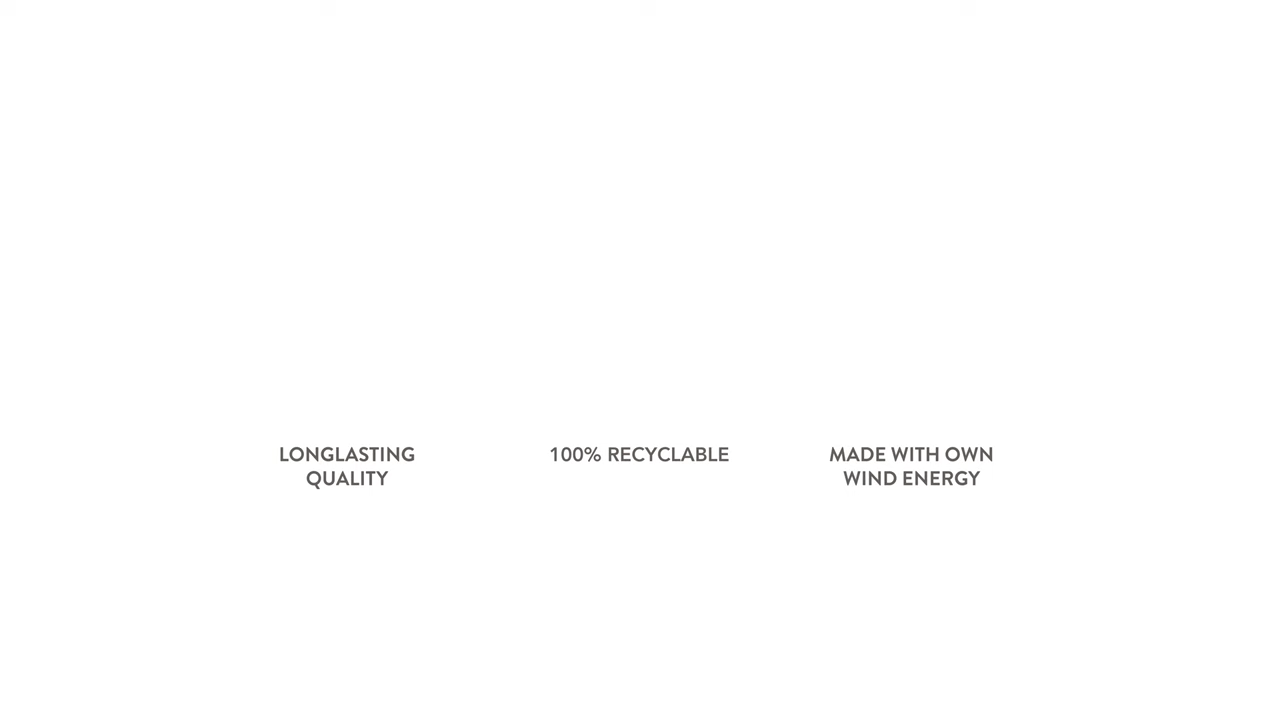 LONGLASTING
QUALITY
100% RECYCLABLE
MADE WITH OWN
WIND ENERGY